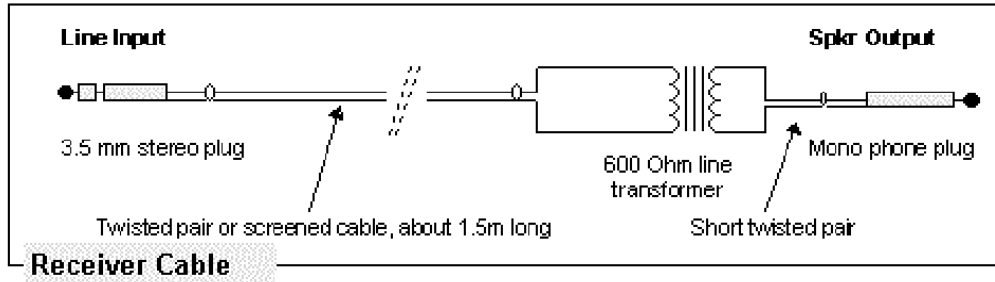 Line Input
Spkr Output
3.5 mm stereo plug
600 Ohm line
transformer
Mono phone plug
Twisted pair or screened cable, about 1.5m long
Short twisted pair
Receiver Cable